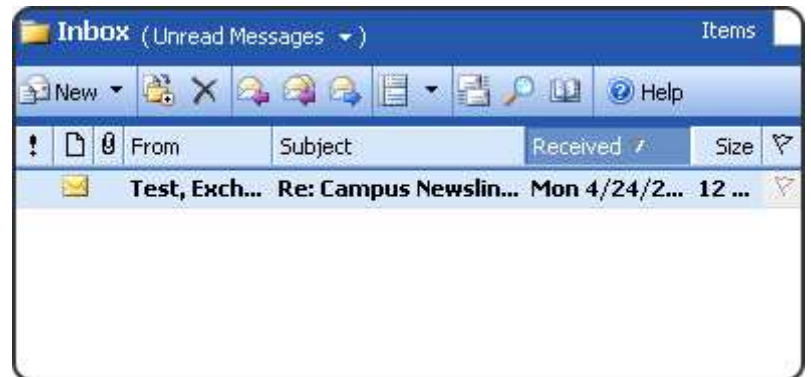 Inbox (Unread Messages ) Items
New Help
! From Subject Received Size
Test, Exch... Re: Campus Newslin... Mon 4/24/2... 12 ...